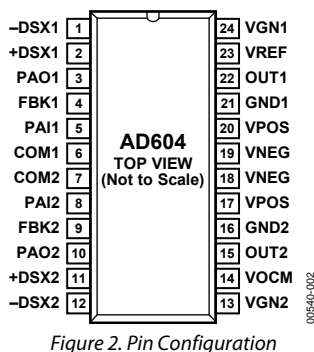 –DSX1 1 24 VGN1
+DSX1 2 23 VREF
PAO1 3 22 OUT1
FBK1 4 21 GND1
PAI1 5 20 VPOS
COM1 6 19 VNEG
COM2 7 18 VNEG
PAI2 8 17 VPOS
FBK2 9 16 GND2
PAO2 10 15 OUT2
+DSX2 11 14 VOCM
–DSX2 12 13 VGN2
AD604
TOP VIEW
(Not to Scale)
00540-002
Figure 2. Pin Configuration